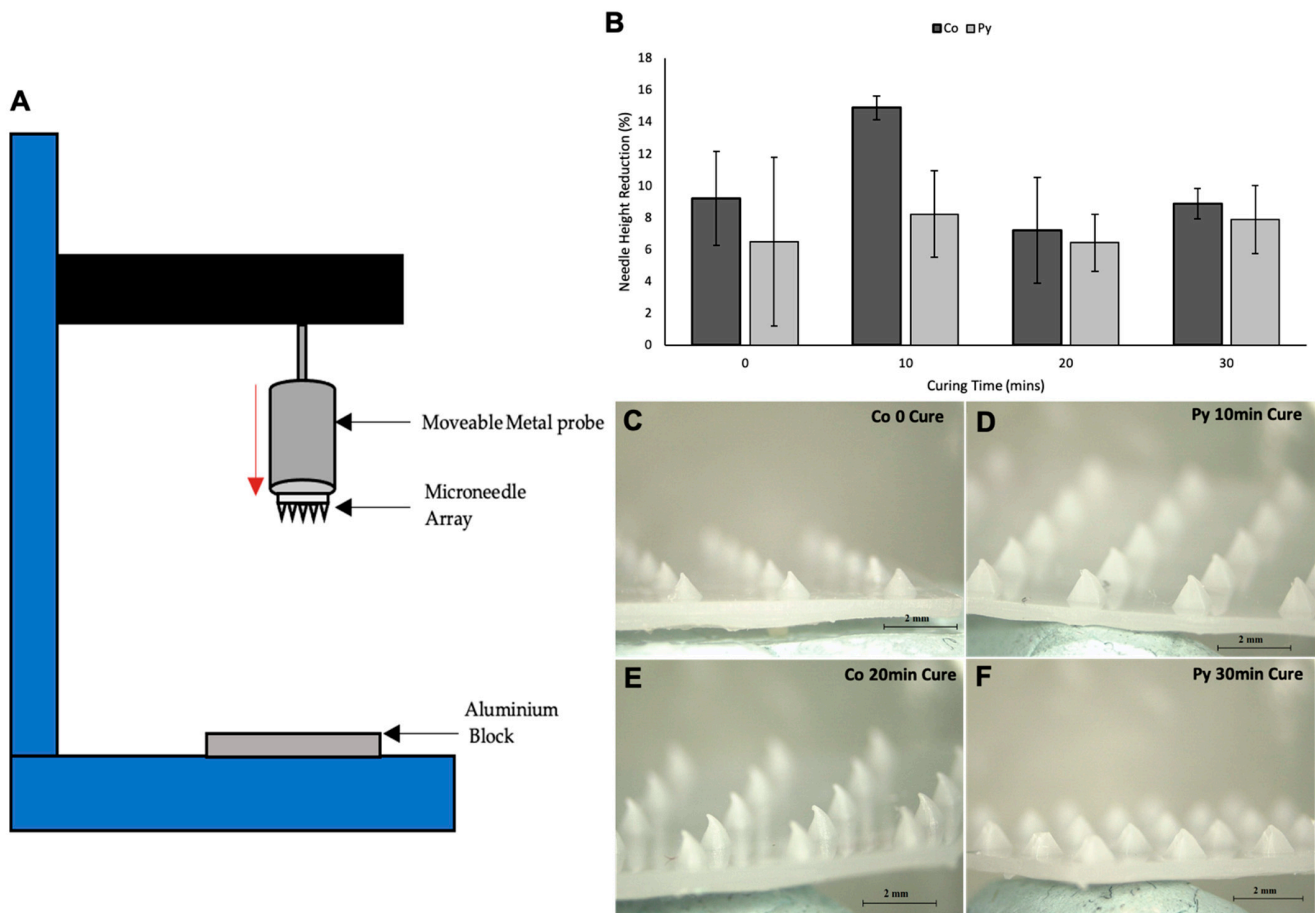 A
Moveable Metal probe
Microneedle
Array
Aluminium
Block
B
Co Py
Needle Height Reduction (%)
18
16
14
12
10
8
6
4
2
0
0 10 20 30
Curing Time (mins)
C
Co 0 Cure
2 mm
D
Py 10min Cure
2 mm
E
Co 20min Cure
2 mm
F
Py 30min Cure
2 mm